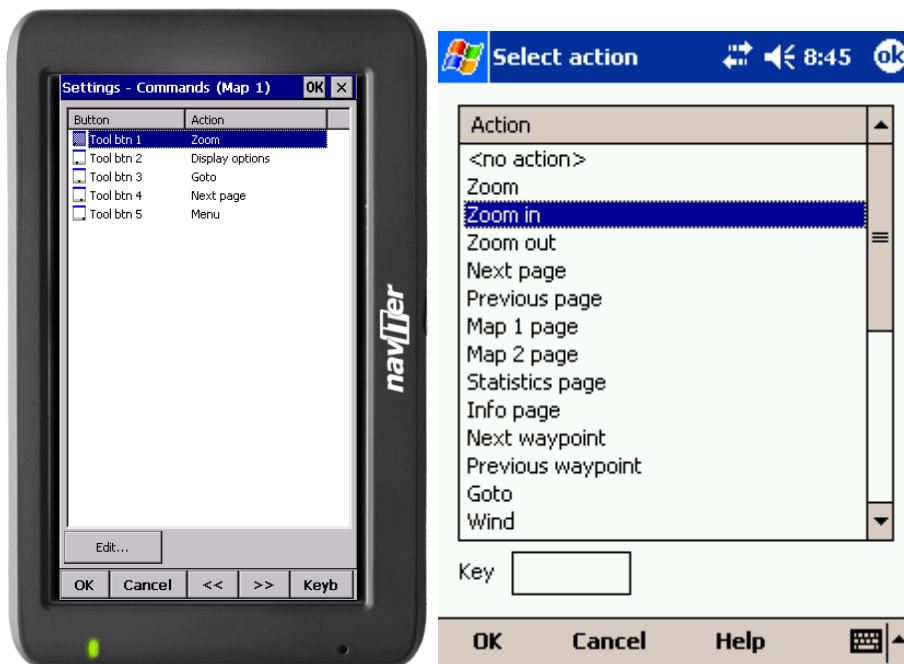 Settings - Commands (Map 1) OK
Button Action
Tool btn 1 Zoom
Tool btn 2 Display options
Tool btn 3 Goto
Tool btn 4 Next page
Tool btn 5 Menu
Edit...
OK Cancel << >> Keyb
navITer
Select action 8:45 ok
Action
<no action>
Zoom
Zoom in
Zoom out
Next page
Previous page
Map 1 page
Map 2 page
Statistics page
Info page
Next waypoint
Previous waypoint
Goto
Wind
Key
OK Cancel Help